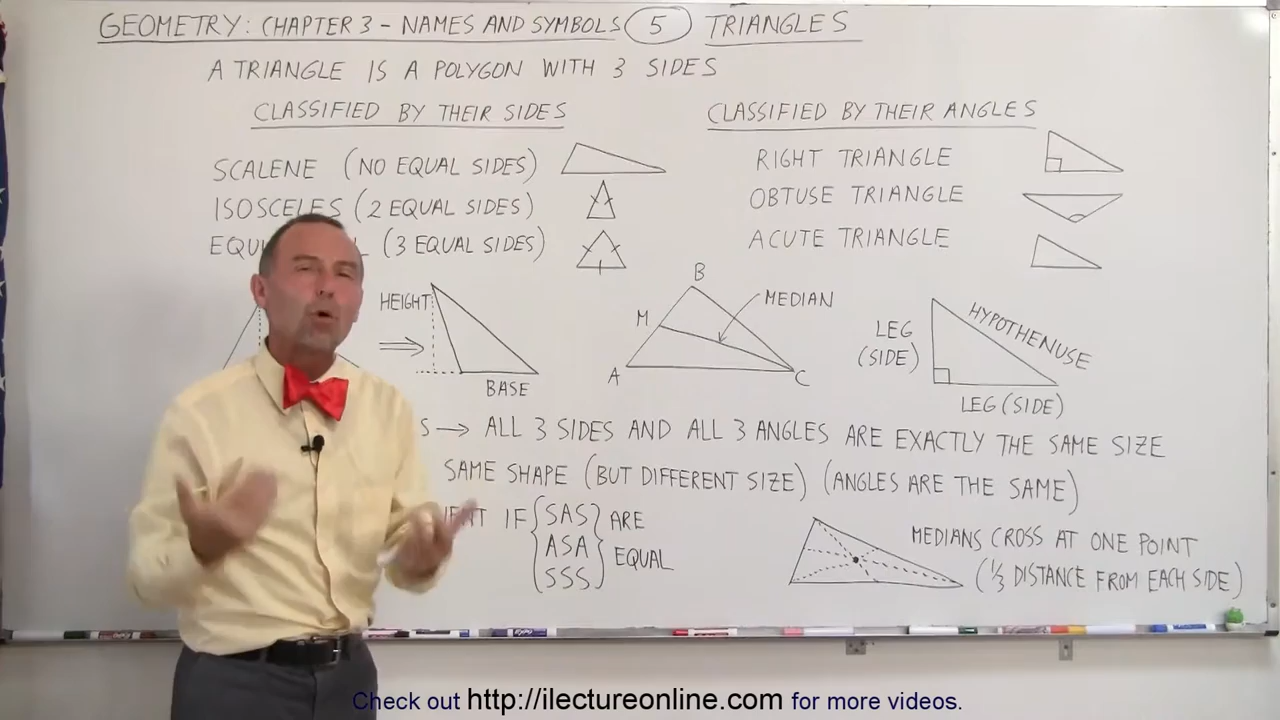 GEOMETRY: CHAPTER 3 - NAMES AND SYMBOLS 5 TRIANGLES
A TRIANGLE IS A POLYGON WITH 3 SIDES
CLASSIFIED BY THEIR SIDES
SCALENE (NO EQUAL SIDES)
ISOSCELES (2 EQUAL SIDES)
(3 EQUAL SIDES)
CLASSIFIED BY THEIR ANGLES
RIGHT TRIANGLE
OBTUSE TRIANGLE
ACUTE TRIANGLE
HEIGHT
BASE
B
MEDIAN
M
A
C
LEG
(SIDE)
HYPOTHENUSE
LEG (SIDE)
S → ALL 3 SIDES AND ALL 3 ANGLES ARE EXACTLY THE SAME SIZE
SAME SHAPE (BUT DIFFERENT SIZE) (ANGLES ARE THE SAME)
IF {SAS} ARE
ASA EQUAL
SSS
MEDIANS CROSS AT ONE POINT
(1/3 DISTANCE FROM EACH SIDE)
Check out http://ilectureonline.com for more videos.